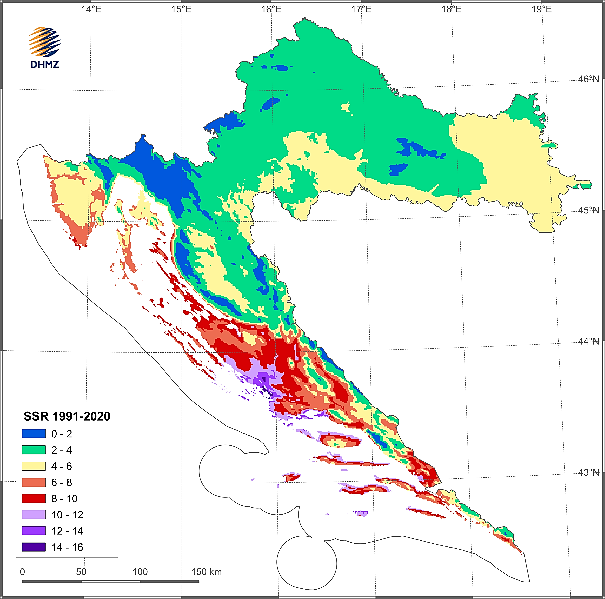 4°E 15°E 16°E 17°E 18°E 19°E
DHMZ
46°N
45°N
44°N
43°N
SSR 1991-2020
0 - 2
2 - 4
4 - 6
6 - 8
8 - 10
10 - 12
12 - 14
14 - 16
0 50 100 150 km